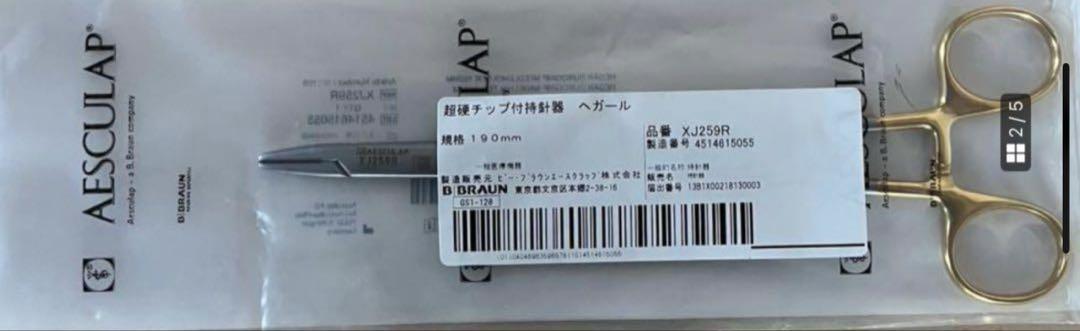 AESCULAP®
Aesculap - a B. Braun company
B|BRAUN
超硬チップ付持針器 ヘガール
規格 190mm
品番 XJ259R
製造番号 4514615055
一般医療機器
製造販売元 ビー・ブラウンエースクラップ株式会社
B|BRAUN 東京都文京区本郷2-38-16
一般的名称 持針器
販売名 持針器
届出番号 13B1X00218130003
GS1-128
XJ259R
AESCULAP®
AESCULAP®
2/5